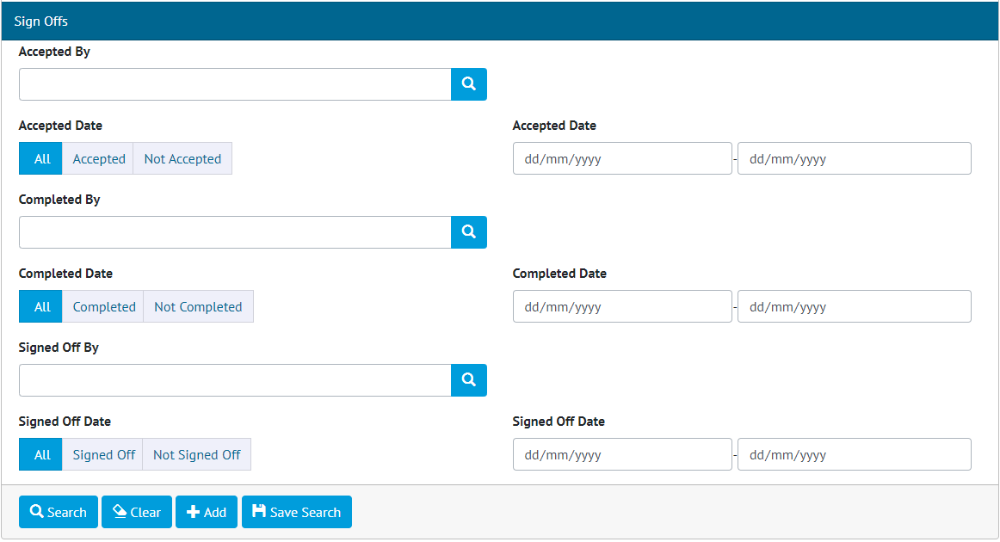 Sign Offs
Accepted By
Accepted Date Accepted Date
All Accepted Not Accepted dd/mm/yyyy - dd/mm/yyyy
Completed By
Completed Date Completed Date
All Completed Not Completed dd/mm/yyyy - dd/mm/yyyy
Signed Off By
Signed Off Date Signed Off Date
All Signed Off Not Signed Off dd/mm/yyyy - dd/mm/yyyy
Search Clear Add Save Search